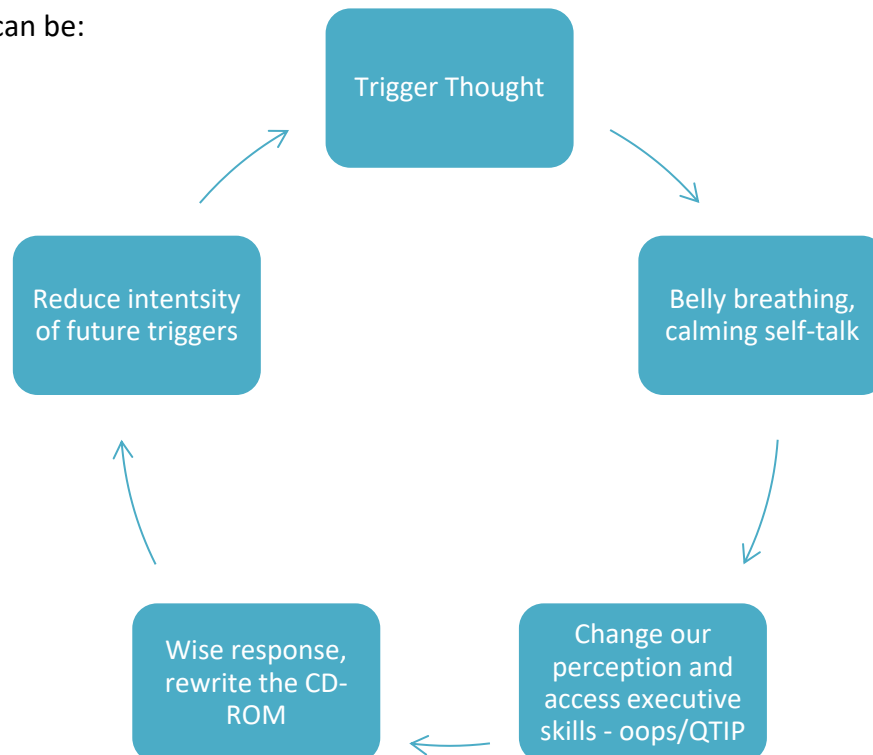 can be:
Trigger Thought
Belly breathing,
calming self-talk
Change our
perception and
access executive
skills - oops/QTIP
Wise response,
rewrite the CD-
ROM
Reduce intentsity
of future triggers